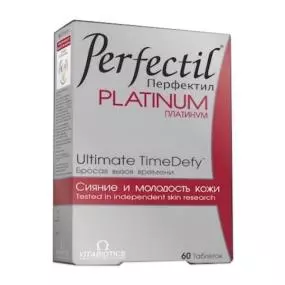 Perfectil
Перфектил
PLATINUM
ПЛАТИНУМ
Ultimate TimeDefy
Бросая вызов времени
Сияние и молодость кожи
Tested in independent skin research
VITABIOTICS
60 Таблеток